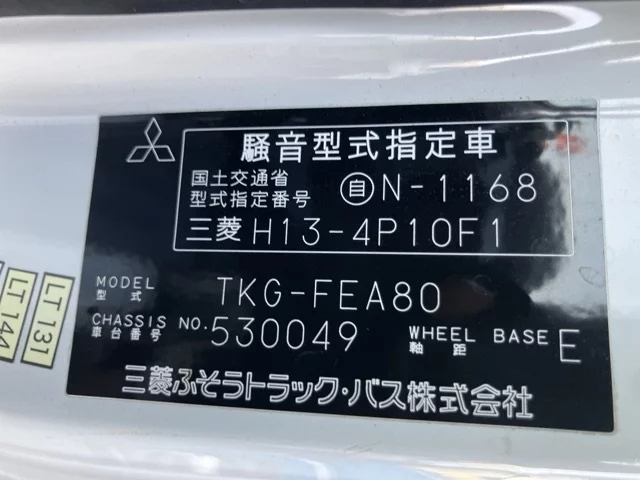 騒音型式指定車
国土交通省
型式指定番号 自N-1168
三菱 H13-4P10F1
MODEL
型式 TKG-FEA80
CHASSIS NO.
車台番号 530049
WHEEL BASE
軸距 E
三菱ふそうトラック・バス株式会社
LT 131
LT 144